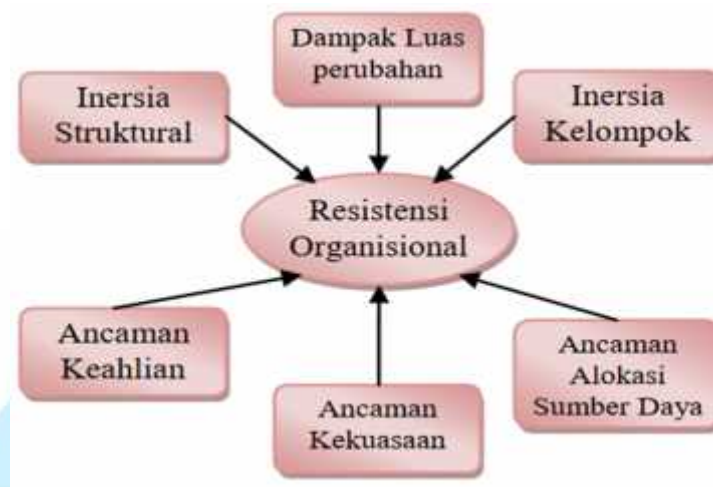 Dampak Luas
perubahan
Inersia
Struktural
Inersia
Kelompok
Resistensi
Organisional
Ancaman
Keahlian
Ancaman
Kekuasaan
Ancaman
Alokasi
Sumber Daya